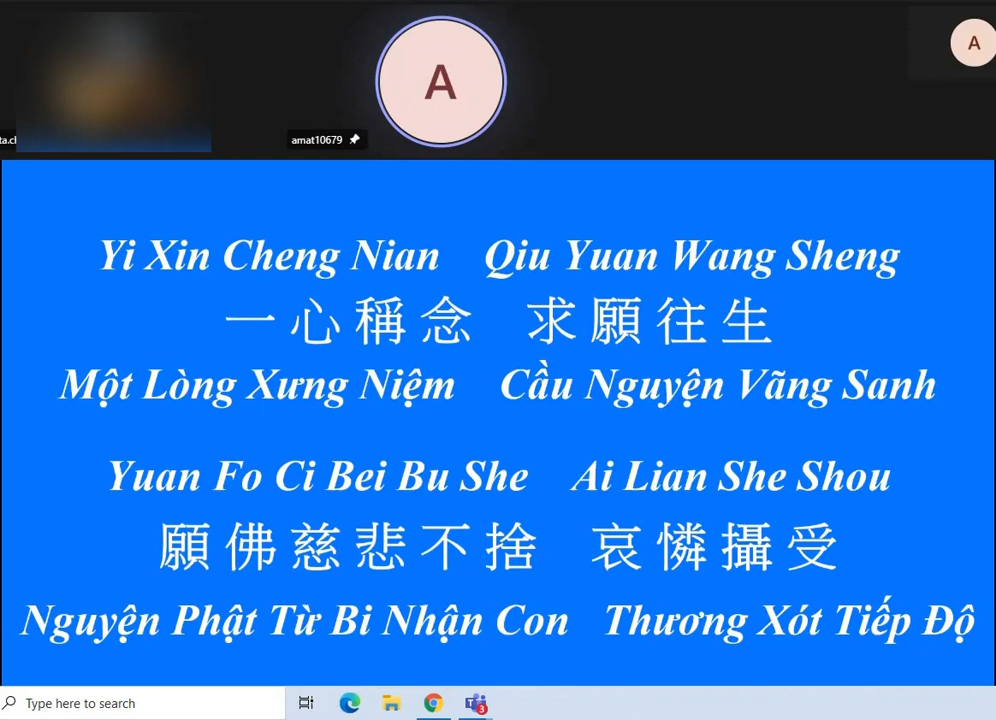 A
A
ta.cl
amat10679
Yi Xin Cheng Nian Qiu Yuan Wang Sheng
一心稱念 求願往生
Một Lòng Xưng Niệm Cầu Nguyện Vãng Sanh
Yuan Fo Ci Bei Bu She Ai Lian She Shou
願佛慈悲不捨 哀憐攝受
Nguyện Phật Từ Bi Nhận Con Thương Xót Tiếp Độ
Type here to search
3